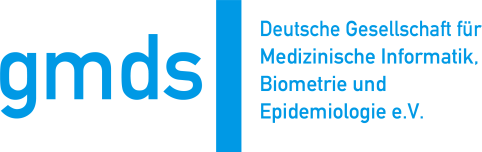 gmds
Deutsche Gesellschaft für
Medizinische Informatik,
Biometrie und
Epidemiologie e.V.